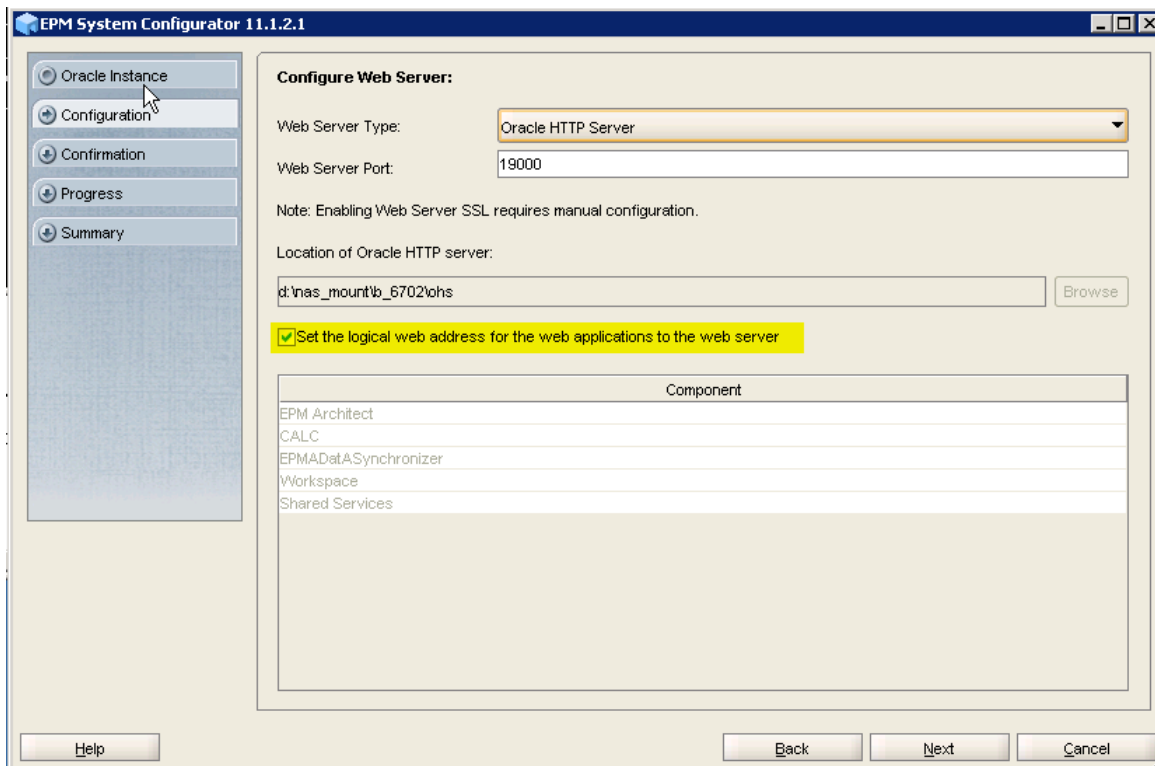 EPM System Configurator 11.1.2.1
Oracle Instance
Configuration
Confirmation
Progress
Summary
Configure Web Server:
Web Server Type: Oracle HTTP Server
Web Server Port: 19000
Note: Enabling Web Server SSL requires manual configuration.
Location of Oracle HTTP server:
d:\nas_mount\b_6702\ohs Browse
Set the logical web address for the web applications to the web server
Component
EPM Architect
CALC
EPMADatASynchronizer
Workspace
Shared Services
Help Back Next Cancel